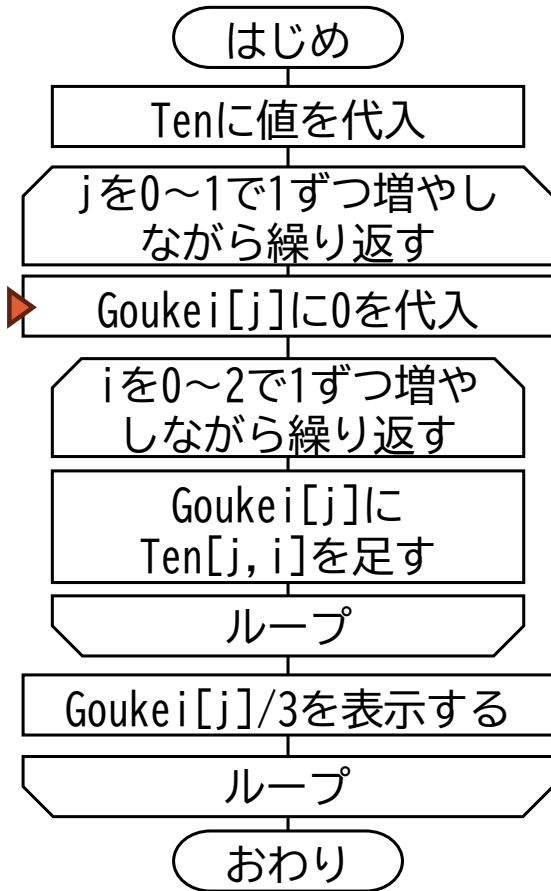 はじめ
Tenに値を代入
jを0～1で1ずつ増やし
ながら繰り返す
Goukei[j]に0を代入
iを0～2で1ずつ増や
しながら繰り返す
Goukei[j]に
Ten[j,i]を足す
ループ
Goukei[j]/3を表示する
ループ
おわり